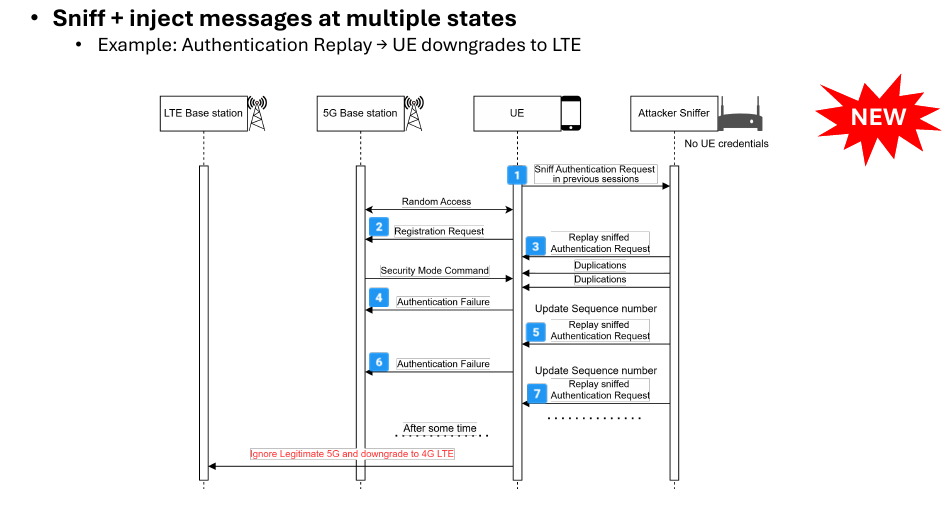 • Sniff + inject messages at multiple states
• Example: Authentication Replay → UE downgrades to LTE
NEW
LTE Base station
5G Base station
UE
Attacker Sniffer
No UE credentials
1
Sniff Authentication Request
in previous sessions
Random Access
2
Registration Request
3
Replay sniffed
Authentication Request
Duplications
Security Mode Command
Duplications
4
Authentication Failure
Update Sequence number
5
Replay sniffed
Authentication Request
6
Authentication Failure
Update Sequence number
7
Replay sniffed
Authentication Request
After some time
Ignore Legitimate 5G and downgrade to 4G LTE